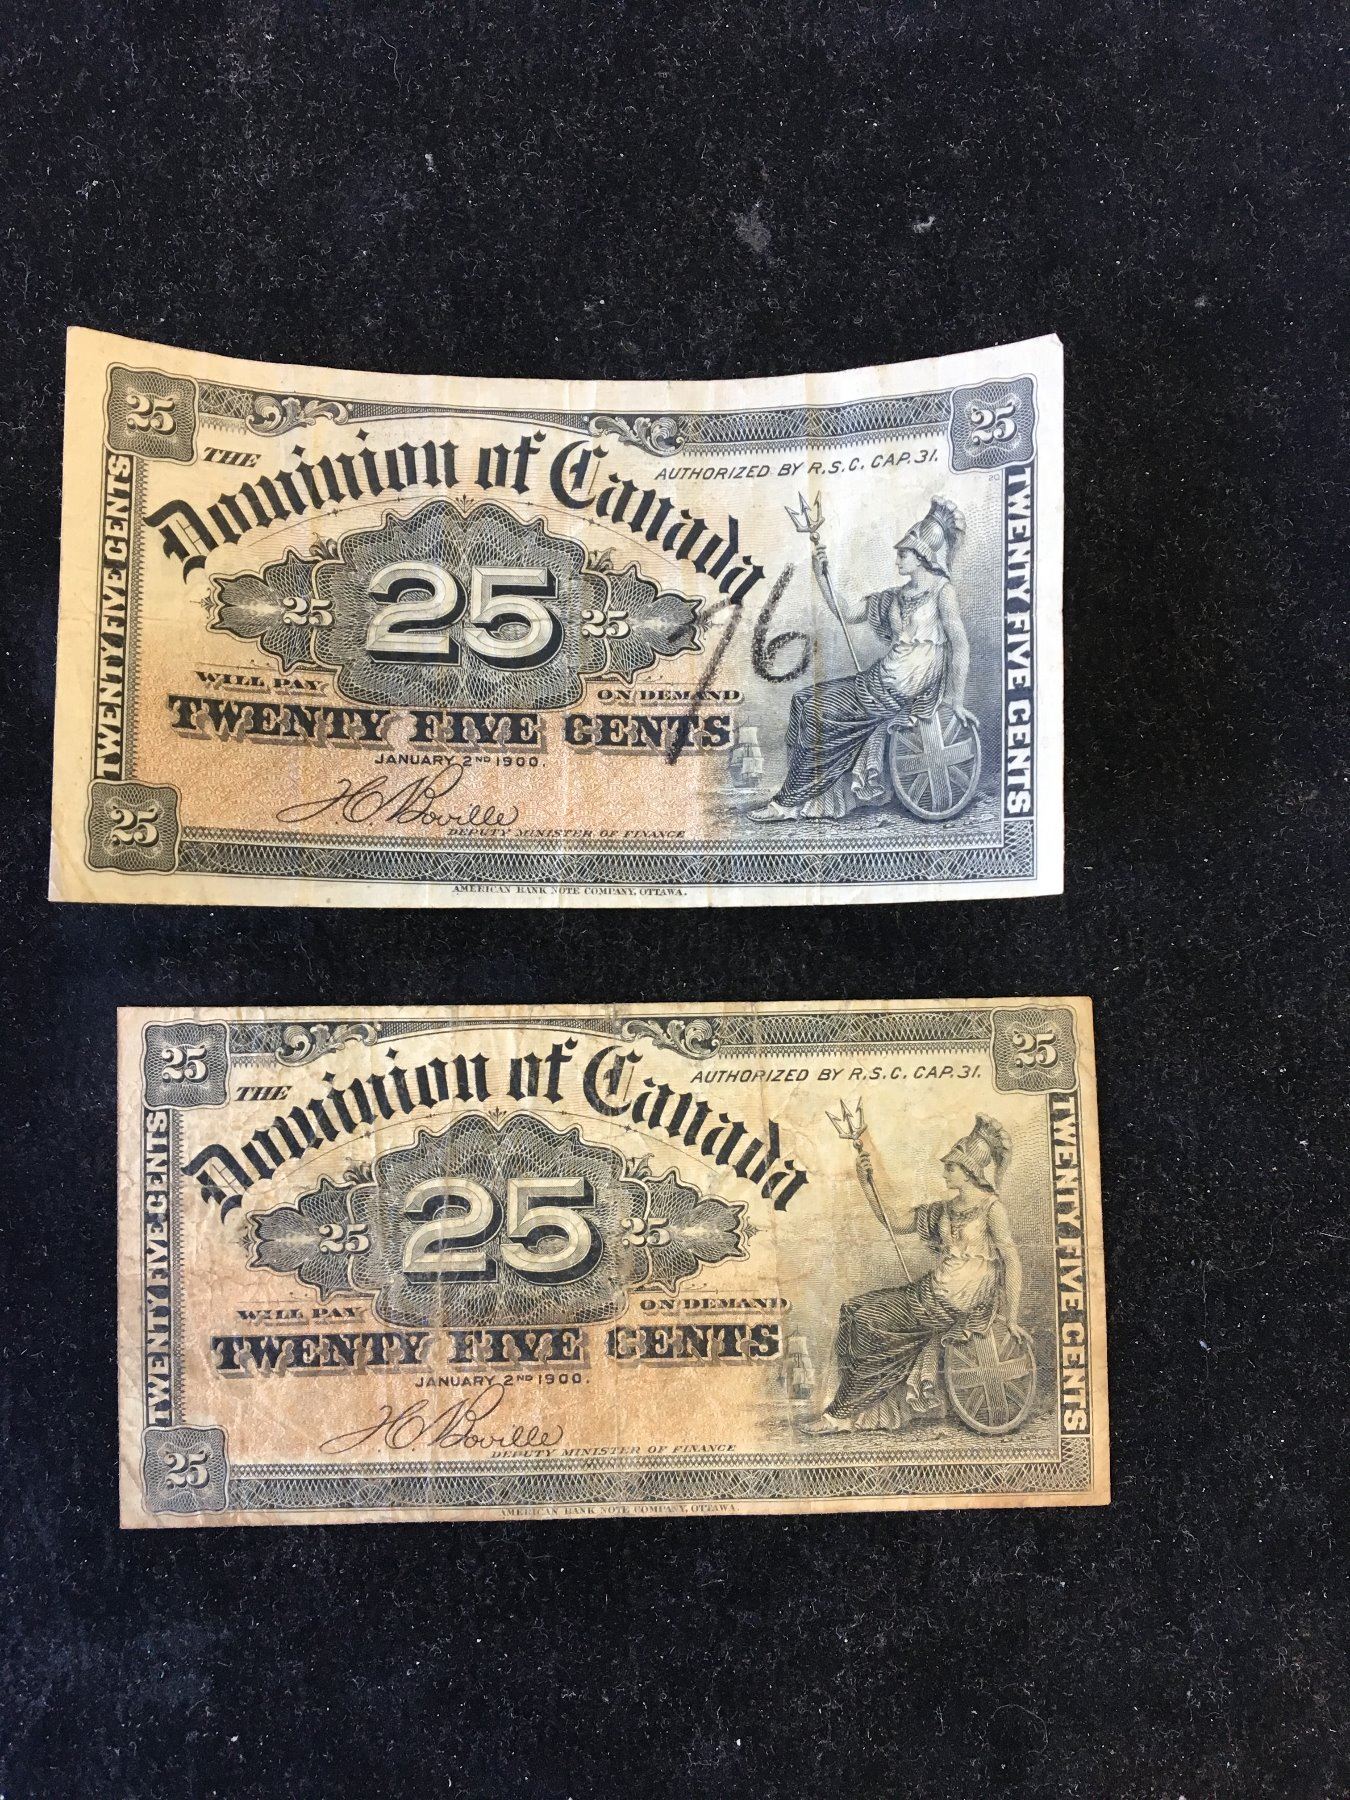 25
25
THE
Dominion of Canada
AUTHORIZED BY R.S.C. CAP. 31.
20
TWENTY FIVE CENTS
TWENTY FIVE CENTS
25
25
25
76
WILL PAY
ON DEMAND
TWENTY FIVE CENTS
JANUARY 2ND 1900.
H C Boville
DEPUTY MINISTER OF FINANCE
25
AMERICAN BANK NOTE COMPANY, OTTAWA.
25
25
THE
Dominion of Canada
AUTHORIZED BY R.S.C. CAP. 31.
TWENTY FIVE CENTS
TWENTY FIVE CENTS
25
25
25
WILL PAY
ON DEMAND
TWENTY FIVE CENTS
JANUARY 2ND 1900.
H C Boville
DEPUTY MINISTER OF FINANCE
25
AMERICAN BANK NOTE COMPANY, OTTAWA.